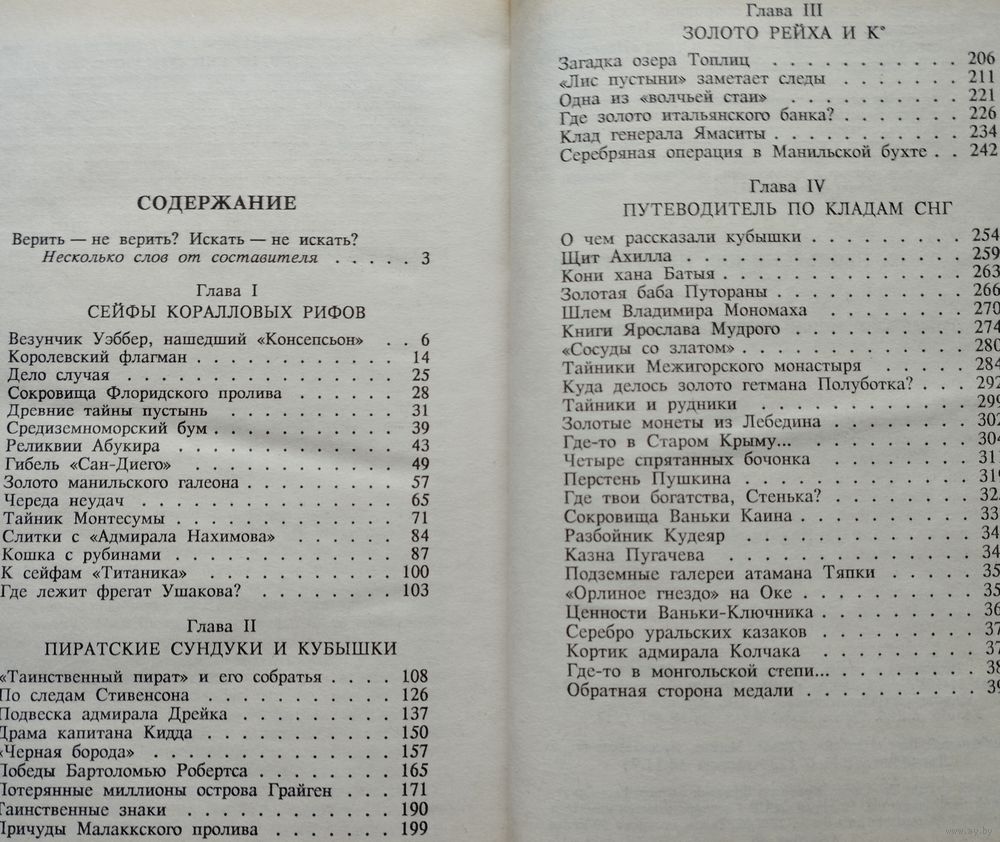 СОДЕРЖАНИЕ
Верить — не верить? Искать — не искать?
Несколько слов от составителя . . . . . 3
Глава I
СЕЙФЫ КОРАЛЛОВЫХ РИФОВ
Везунчик Уэббер, нашедший «Консепсьон» . . 6
Королевский флагман . . . . . . . . . . . 14
Дело случая . . . . . . . . . . . . . . 25
Сокровища Флоридского пролива . . . . . . 28
Древние тайны пустынь . . . . . . . . . 31
Средиземноморский бум . . . . . . . . . . 39
Реликвии Абукира . . . . . . . . . . . . 43
Гибель «Сан-Диего» . . . . . . . . . . . 49
Золото манильского галеона . . . . . . . . 57
Череда неудач . . . . . . . . . . . . . 65
Тайник Монтесумы . . . . . . . . . . . . 71
Слитки с «Адмирала Нахимова» . . . . . . 84
Кошка с рубинами . . . . . . . . . . . . 87
К сейфам «Титаника» . . . . . . . . . . 100
Где лежит фрегат Ушакова? . . . . . . . . 103
Глава II
ПИРАТСКИЕ СУНДУКИ И КУБЫШКИ
«Таинственный пират» и его собратья . . . . 108
По следам Стивенсона . . . . . . . . . . 126
Подвеска адмирала Дрейка . . . . . . . . 137
Драма капитана Кидда . . . . . . . . . . 150
«Черная борода» . . . . . . . . . . . . . 157
Победы Бартоломью Робертса . . . . . . . 165
Потерянные миллионы острова Грайген . . . 171
Таинственные знаки . . . . . . . . . . . 190
Причуды Малаккского пролива . . . . . . . 199
Глава III
ЗОЛОТО РЕЙХА И К°
Загадка озера Топлиц . . . . . . . . . . . 206
«Лис пустыни» заметает следы . . . . . . . 211
Одна из «волчьей стаи» . . . . . . . . . . 221
Где золото итальянского банка? . . . . . . . 226
Клад генерала Ямаситы . . . . . . . . . . . 234
Серебряная операция в Манильской бухте . . 242
Глава IV
ПУТЕВОДИТЕЛЬ ПО КЛАДАМ СНГ
О чем рассказали кубышки . . . . . . . . . 254
Щит Ахилла . . . . . . . . . . . . . . . 259
Кони хана Батыя . . . . . . . . . . . . . 263
Золотая баба Путораны . . . . . . . . . . . 266
Шлем Владимира Мономаха . . . . . . . . . 270
Книги Ярослава Мудрого . . . . . . . . . . 274
«Сосуды со златом» . . . . . . . . . . . . 280
Тайники Межигорского монастыря . . . . . 284
Куда делось золото гетмана Полуботка? . . . 292
Тайники и рудники . . . . . . . . . . . . 299
Золотые монеты из Лебедина . . . . . . . . 302
Где-то в Старом Крыму... . . . . . . . . . 304
Четыре спрятанных бочонка . . . . . . . . 311
Перстень Пушкина . . . . . . . . . . . . 319
Где твои богатства, Стенька? . . . . . . . . 32
Сокровища Ваньки Каина . . . . . . . . . . 33
Разбойник Кудеяр . . . . . . . . . . . . 34
Казна Пугачева . . . . . . . . . . . . . 34
Подземные галереи атамана Тяпки . . . . . 35
«Орлиное гнездо» на Оке . . . . . . . . . . 35
Ценности Ваньки-Ключника . . . . . . . . . 36
Серебро уральских казаков . . . . . . . . 37
Кортик адмирала Колчака . . . . . . . . . 37
Где-то в монгольской степи... . . . . . . . 38
Обратная сторона медали . . . . . . . . . . 39
www.ay.by